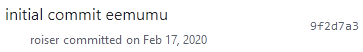 initial commit eemumu
9f2d7a3
roiser committed on Feb 17, 2020